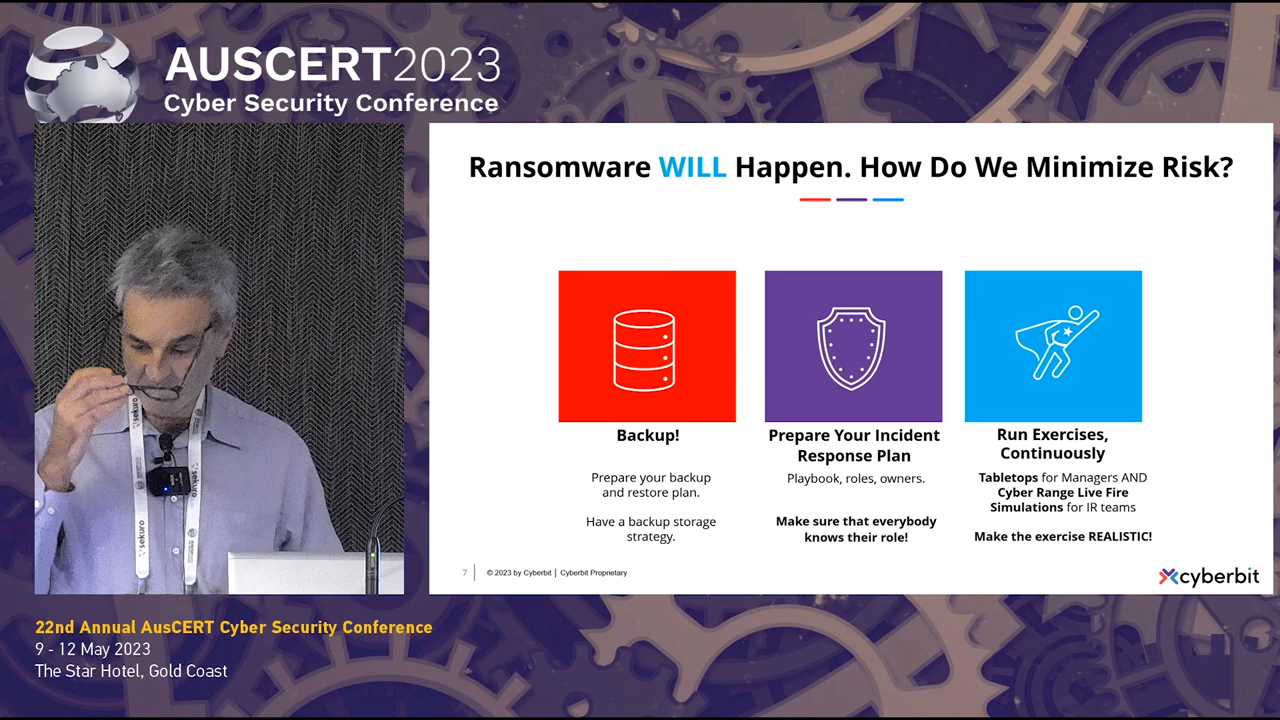 AUSCERT2023
Cyber Security Conference
Ransomware WILL Happen. How Do We Minimize Risk?
Backup!
Prepare your backup
and restore plan.
Have a backup storage
strategy.
Prepare Your Incident
Response Plan
Playbook, roles, owners.
Make sure that everybody
knows their role!
Run Exercises,
Continuously
Tabletops for Managers AND
Cyber Range Live Fire
Simulations for IR teams
Make the exercise REALISTIC!
7 | © 2023 by Cyberbit | Cyberbit Proprietary
cyberbit
sekuro
sekuro
sekuro
22nd Annual AusCERT Cyber Security Conference
9 - 12 May 2023
The Star Hotel, Gold Coast